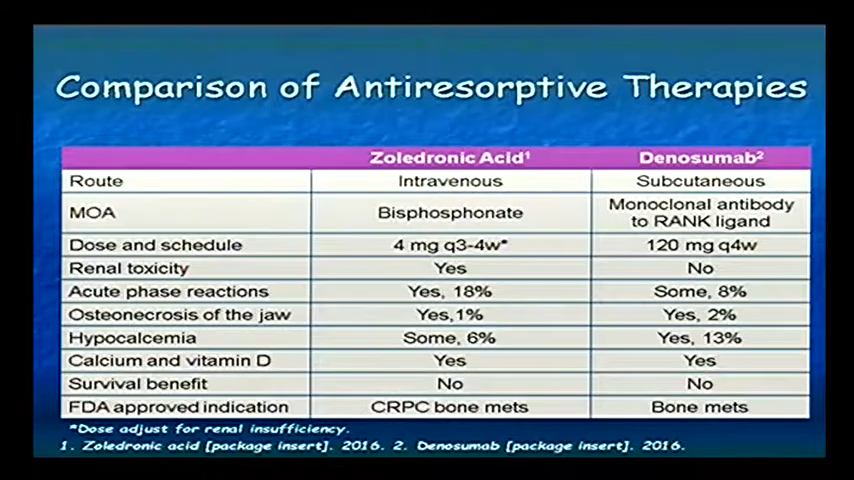 Comparison of Antiresorptive Therapies
Zoledronic Acid¹ Denosumab²
Route Intravenous Subcutaneous
MOA Bisphosphonate Monoclonal antibody
to RANK ligand
Dose and schedule 4 mg q3-4w* 120 mg q4w
Renal toxicity Yes No
Acute phase reactions Yes, 18% Some, 8%
Osteonecrosis of the jaw Yes,1% Yes, 2%
Hypocalcemia Some, 6% Yes, 13%
Calcium and vitamin D Yes Yes
Survival benefit No No
FDA approved indication CRPC bone mets Bone mets
*Dose adjust for renal insufficiency.
1. Zoledronic acid [package insert]. 2016. 2. Denosumab [package insert]. 2016.